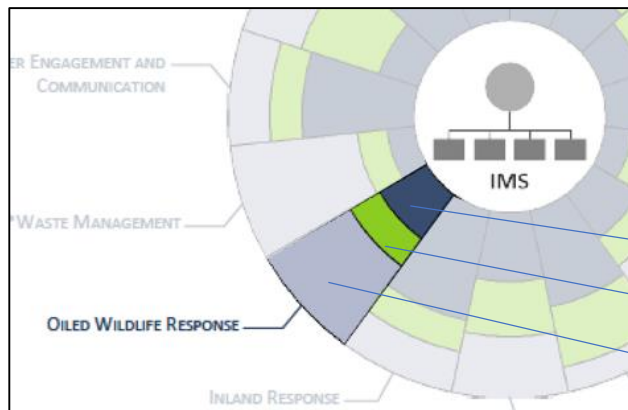 ER ENGAGEMENT AND
COMMUNICATION
IMS
*WASTE MANAGEMENT
OILED WILDLIFE RESPONSE
INLAND RESPONSE